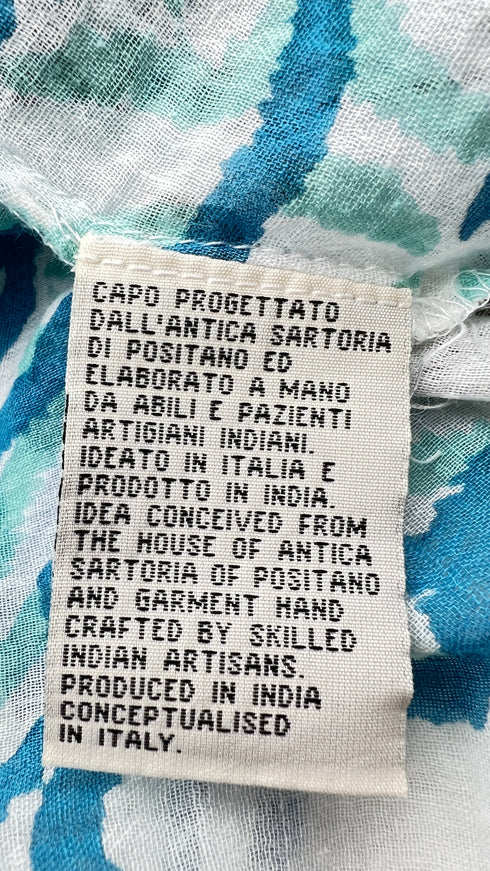 CAPO PROGETTATO
DALL'ANTICA SARTORIA
DI POSITANO ED
ELABORATO A MANO
DA ABILI E PAZIENTI
ARTIGIANI INDIANI.
IDEATO IN ITALIA E
PRODOTTO IN INDIA.
IDEA CONCEIVED FROM
THE HOUSE OF ANTICA
SARTORIA OF POSITANO
AND GARMENT HAND
CRAFTED BY SKILLED
INDIAN ARTISANS.
PRODUCED IN INDIA
CONCEPTUALISED
IN ITALY.